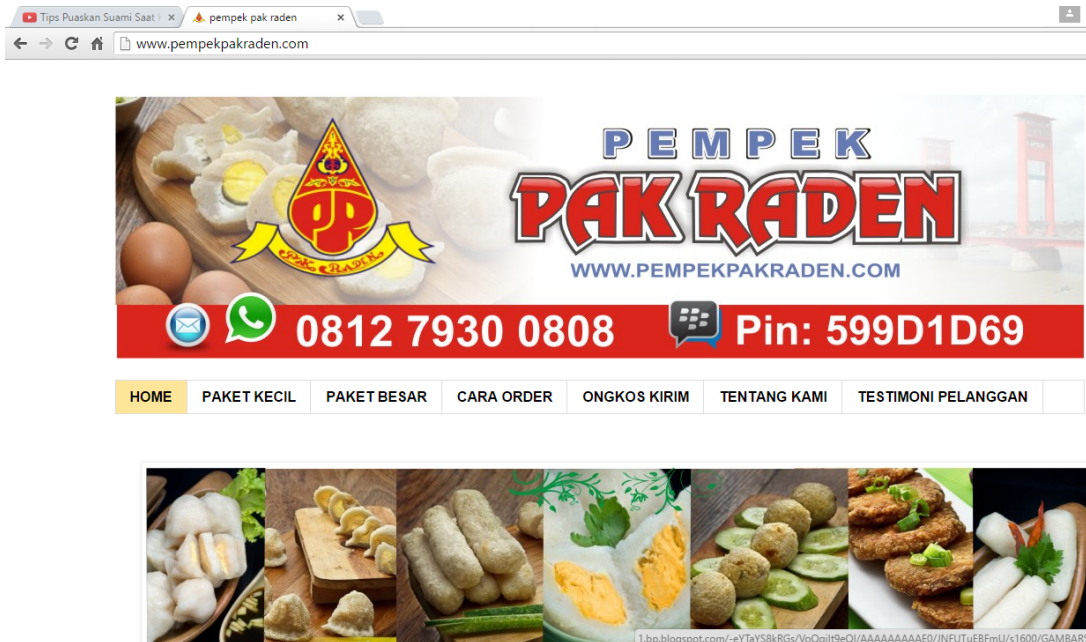 Tips Puaskan Suami Saat
pempek pak raden
www.pempekpakraden.com
PEMPEK
PAK RADEN
WWW.PEMPEKPAKRADEN.COM
PP
PAK RADEN
0812 7930 0808
Pin: 599D1D69
HOME
PAKET KECIL
PAKET BESAR
CARA ORDER
ONGKOS KIRIM
TENTANG KAMI
TESTIMONI PELANGGAN